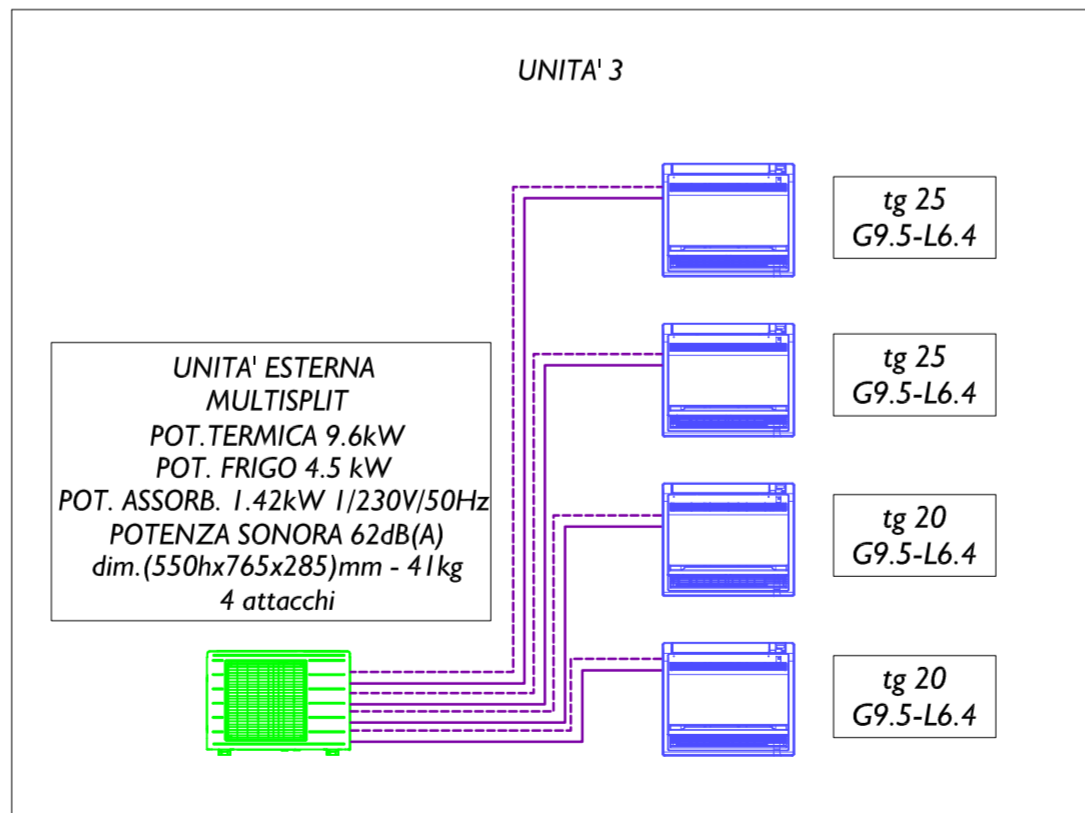 UNITA' 3
tg 25
G9.5-L6.4
tg 25
G9.5-L6.4
UNITA' ESTERNA
MULTISPLIT
POT.TERMICA 9.6kW
POT. FRIGO 4.5 kW
POT. ASSORB. 1.42kW 1/230V/50Hz
POTENZA SONORA 62dB(A)
dim.(550hx765x285)mm - 41kg
4 attacchi
tg 20
G9.5-L6.4
tg 20
G9.5-L6.4